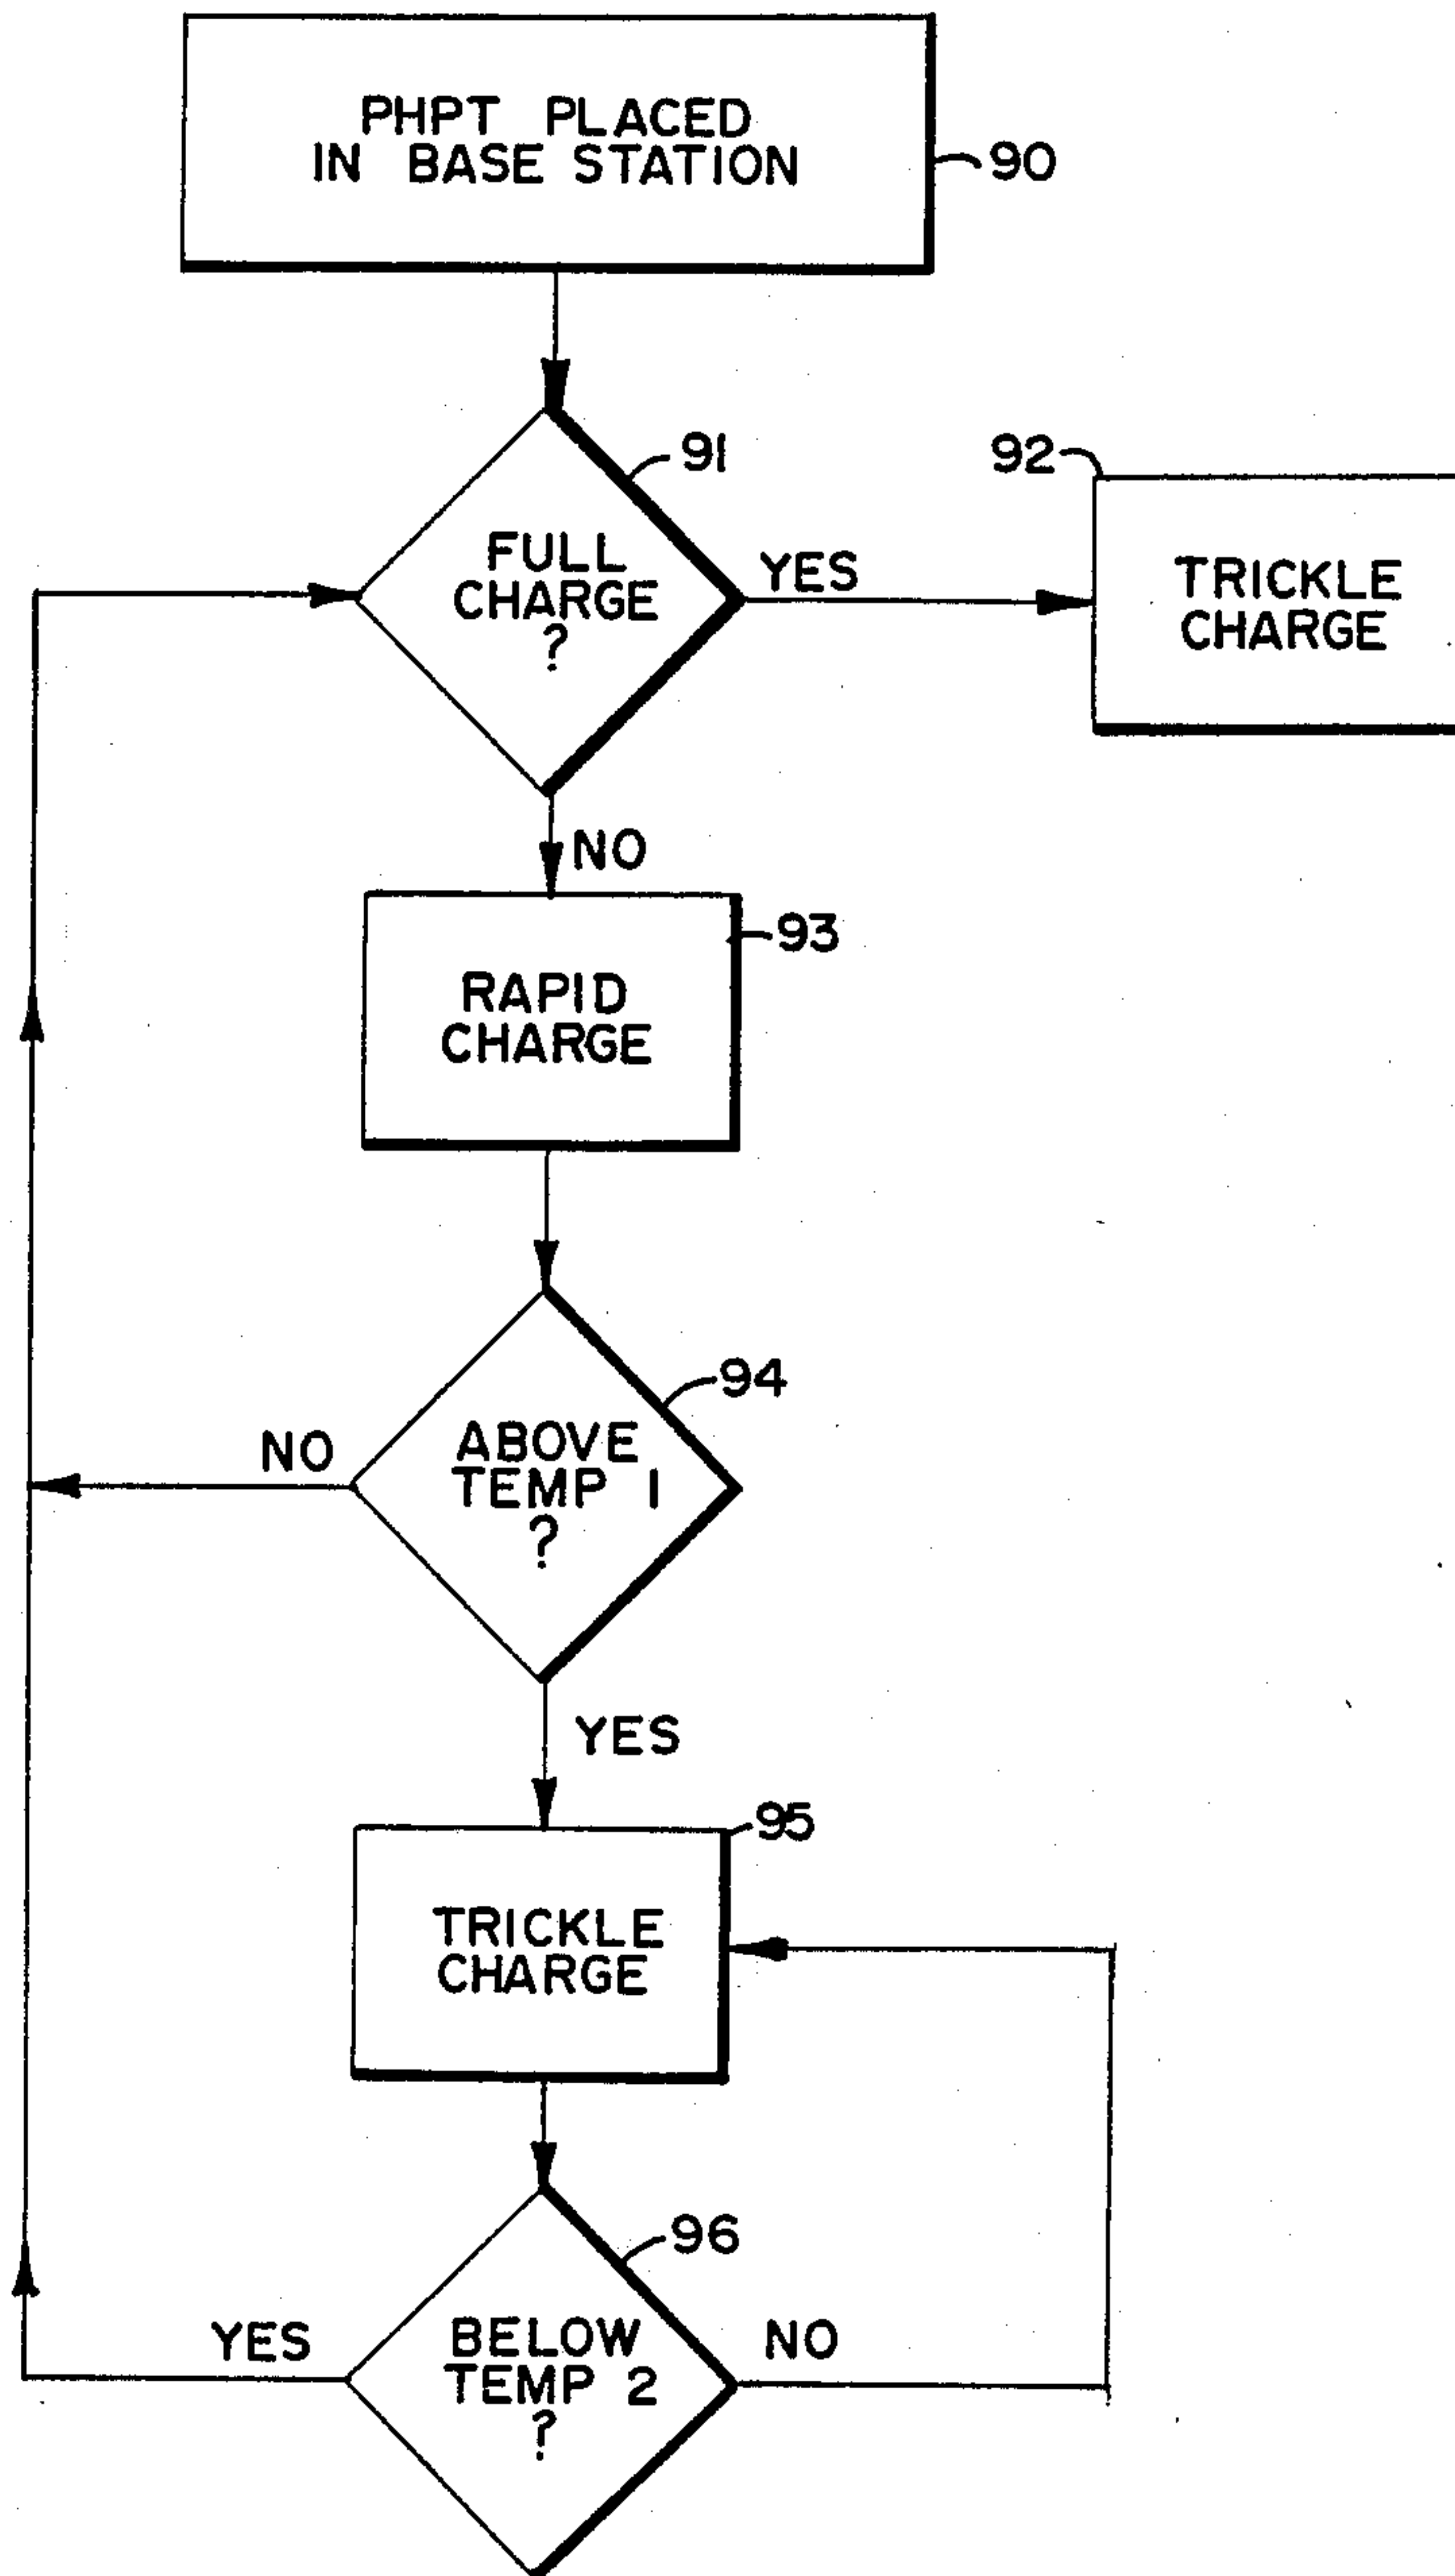 PHPT PLACED
IN BASE STATION
90
91
92
FULL
CHARGE
?
YES
TRICKLE
CHARGE
NO
93
RAPID
CHARGE
94
NO
ABOVE
TEMP 1
?
YES
95
TRICKLE
CHARGE
96
YES
BELOW
TEMP 2
?
NO